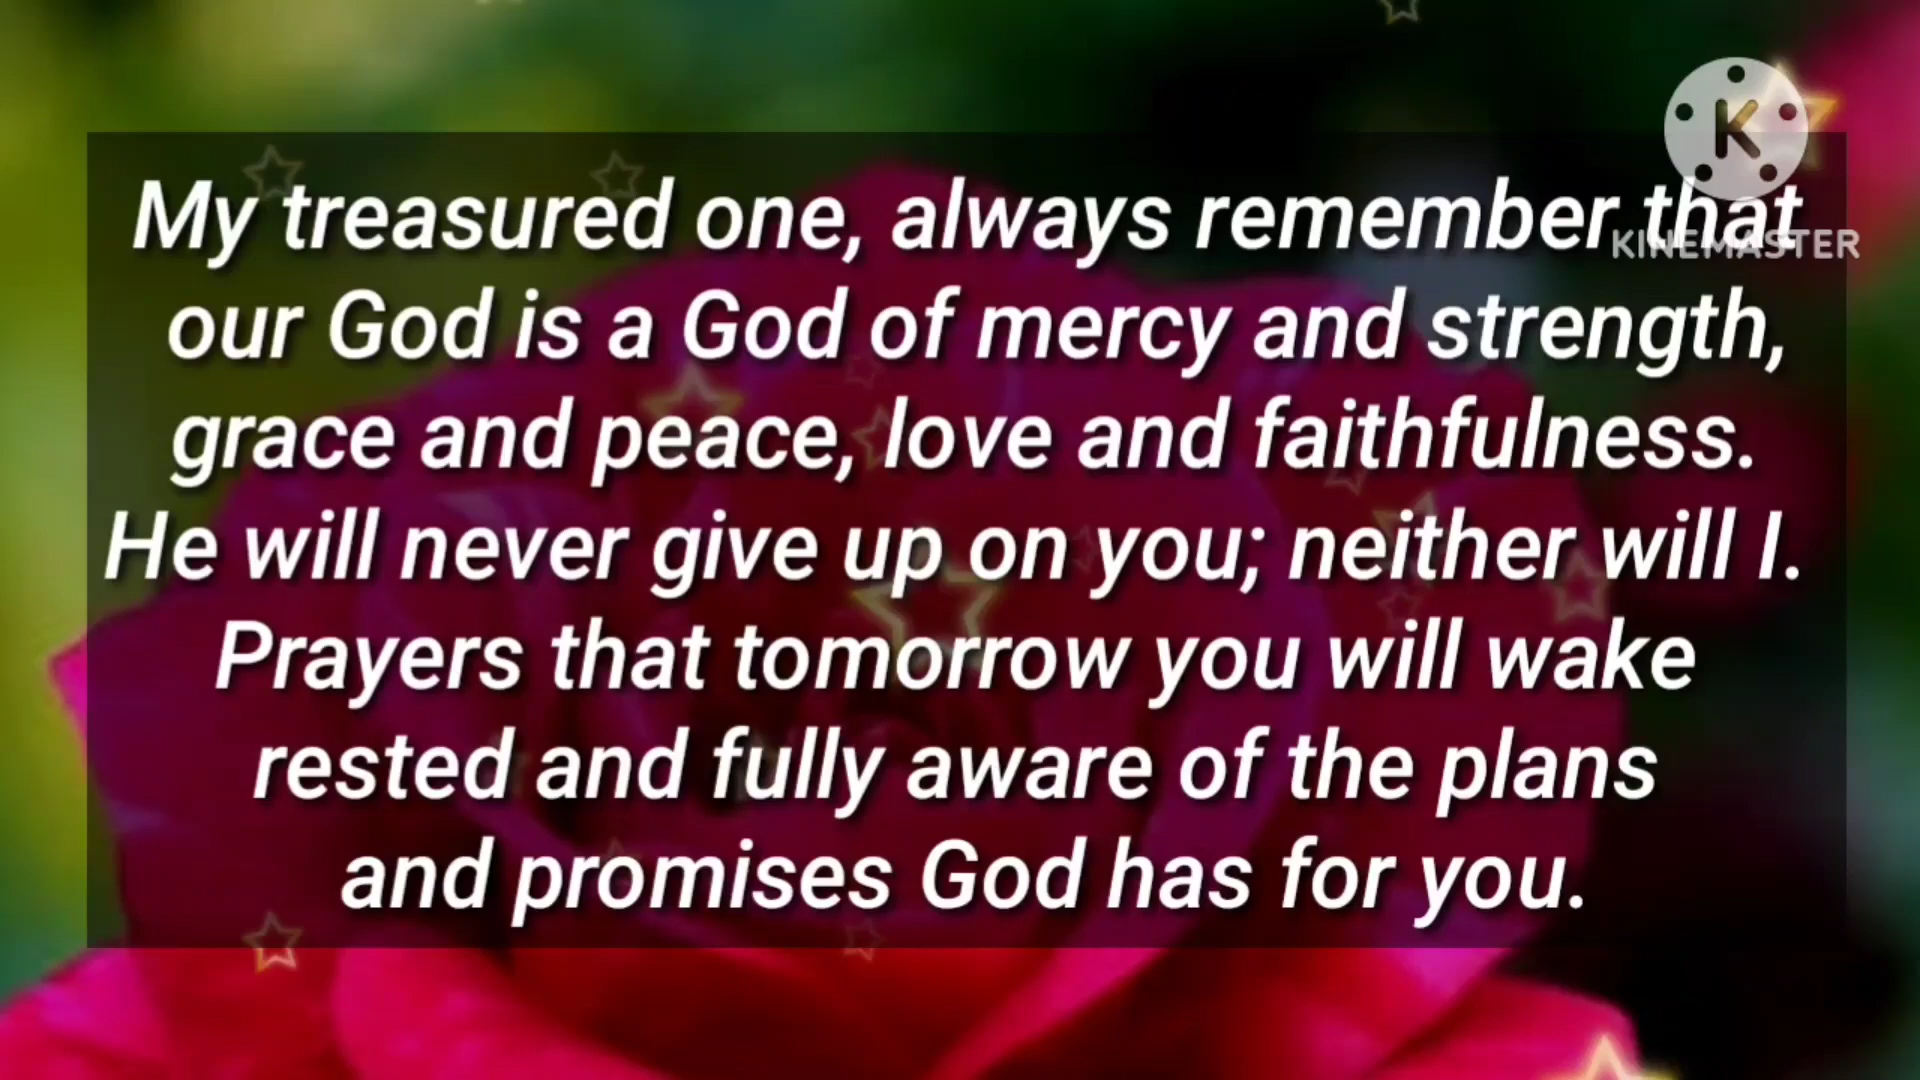 K
KINEMASTER
My treasured one, always remember that
our God is a God of mercy and strength,
grace and peace, love and faithfulness.
He will never give up on you; neither will I.
Prayers that tomorrow you will wake
rested and fully aware of the plans
and promises God has for you.